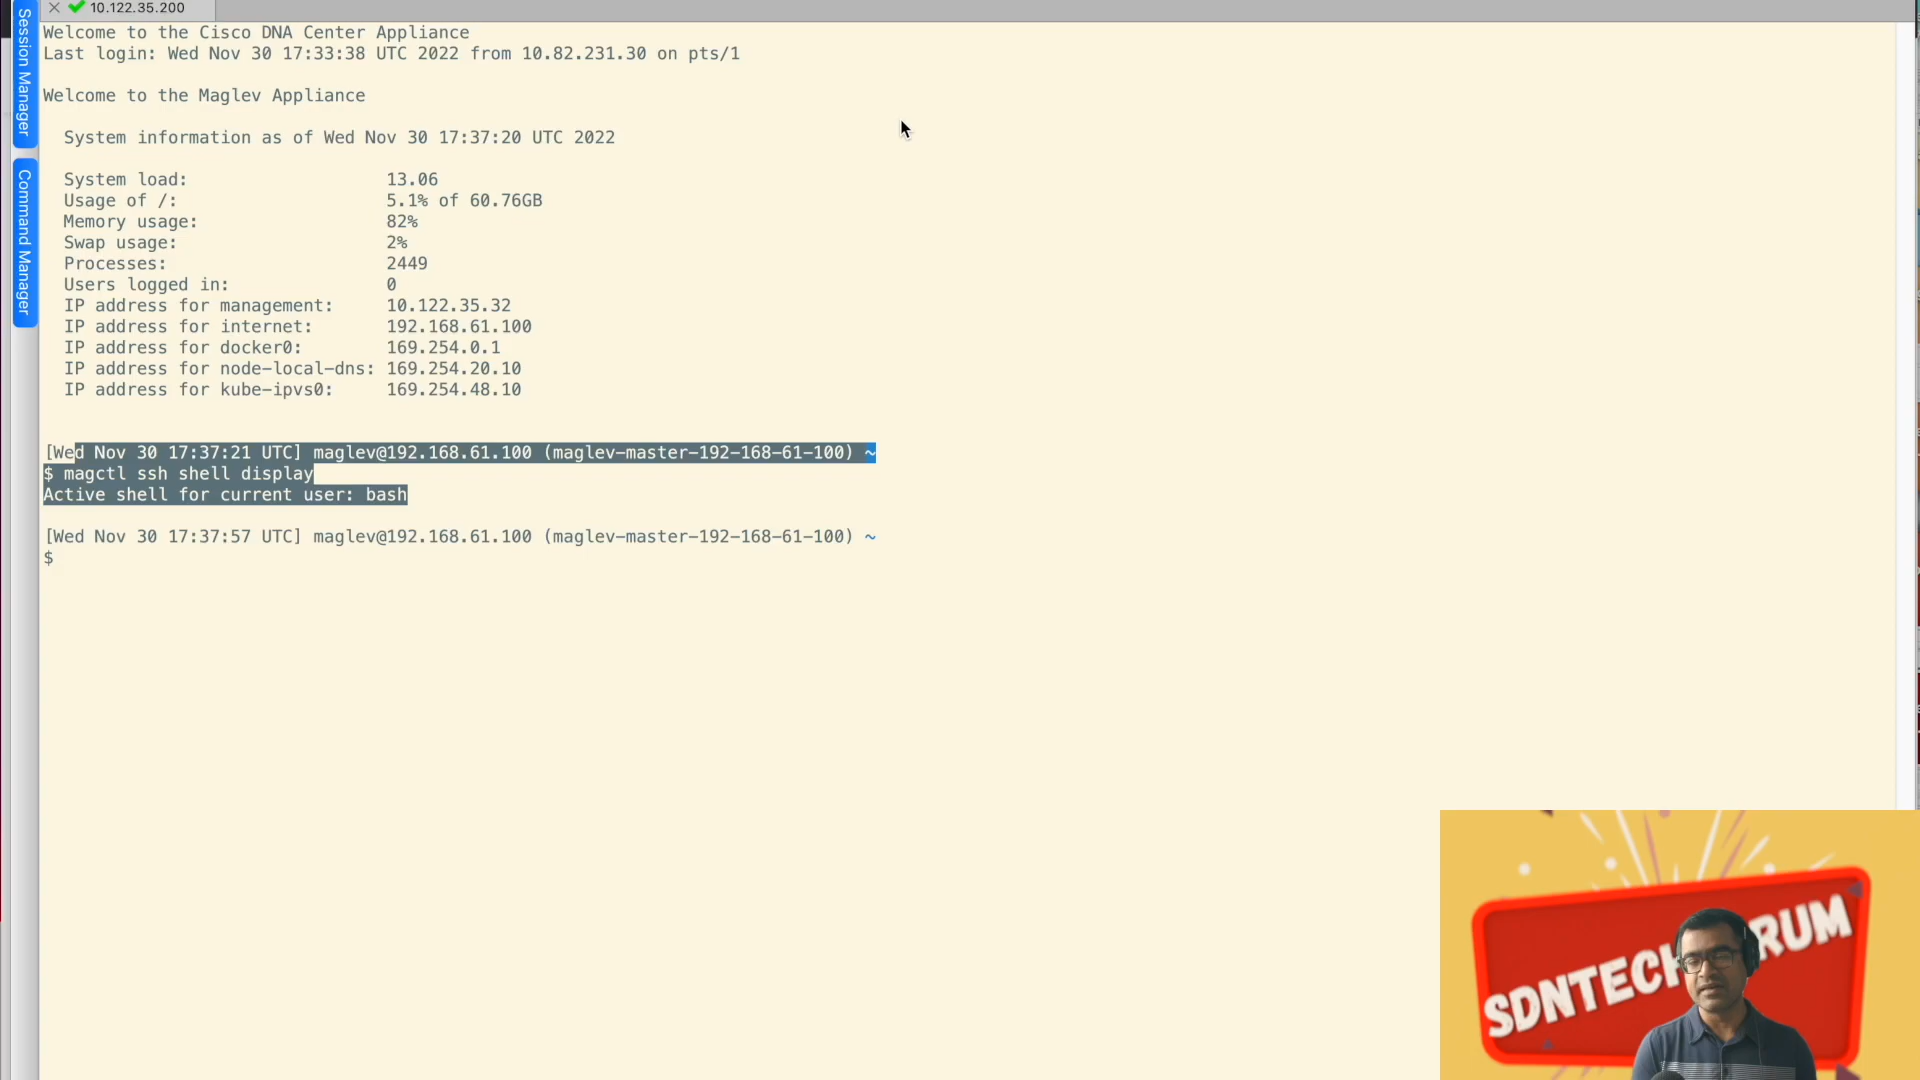 10.122.35.200
Session Manager
Command Manager
Welcome to the Cisco DNA Center Appliance
Last login: Wed Nov 30 17:33:38 UTC 2022 from 10.82.231.30 on pts/1
Welcome to the Maglev Appliance
System information as of Wed Nov 30 17:37:20 UTC 2022
System load: 13.06
Usage of /: 5.1% of 60.76GB
Memory usage: 82%
Swap usage: 2%
Processes: 2449
Users logged in: 0
IP address for management: 10.122.35.32
IP address for internet: 192.168.61.100
IP address for docker0: 169.254.0.1
IP address for node-local-dns: 169.254.20.10
IP address for kube-ipvs0: 169.254.48.10
[Wed Nov 30 17:37:21 UTC] maglev@192.168.61.100 (maglev-master-192-168-61-100) ~
$ magctl ssh shell display
Active shell for current user: bash
[Wed Nov 30 17:37:57 UTC] maglev@192.168.61.100 (maglev-master-192-168-61-100) ~
$